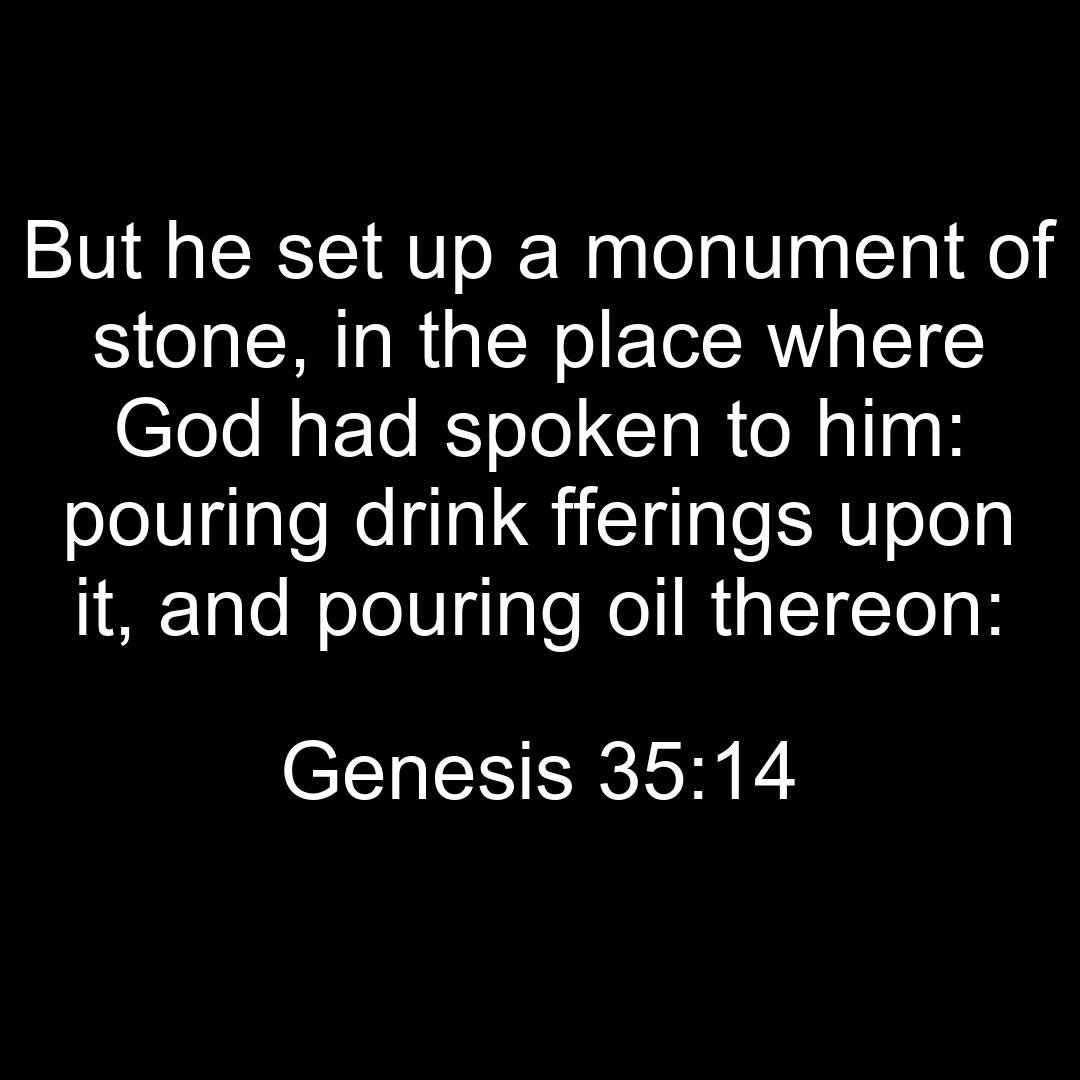 But he set up a monument of
stone, in the place where
God had spoken to him:
pouring drink fferings upon
it, and pouring oil thereon:
Genesis 35:14